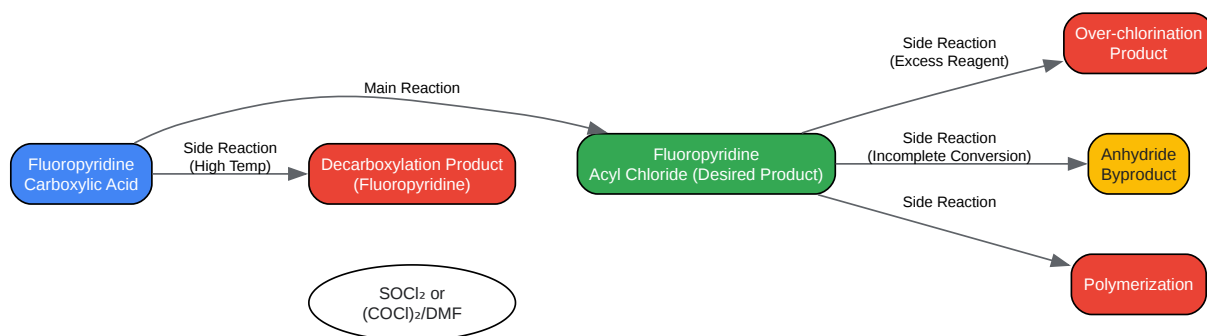 Over-chlorination
Product
Side Reaction
(Excess Reagent)
Main Reaction
Fluoropyridine
Carboxylic Acid
Side Reaction
(High Temp)
Decarboxylation Product
(Fluoropyridine)
Fluoropyridine
Acyl Chloride (Desired Product)
Side Reaction
(Incomplete Conversion)
Anhydride
Byproduct
Side Reaction
Polymerization
SOCl₂ or
(COCl)₂/DMF